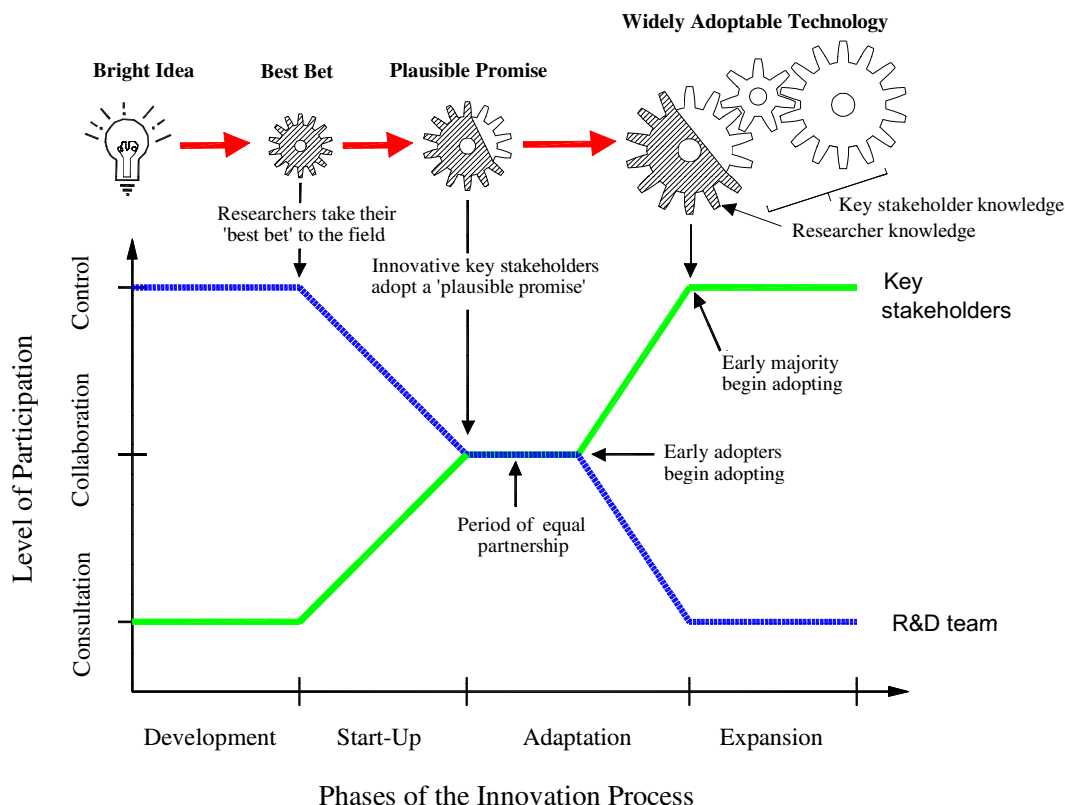 Widely Adoptable Technology
Bright Idea
Best Bet
Plausible Promise
Key stakeholder knowledge
Researcher knowledge
Researchers take their
'best bet' to the field
Innovative key stakeholders
adopt a 'plausible promise'
Key
stakeholders
Early majority
begin adopting
Early adopters
begin adopting
Period of equal
partnership
R&D team
Level of Participation
Control
Collaboration
Consultation
Development
Start-Up
Adaptation
Expansion
Phases of the Innovation Process